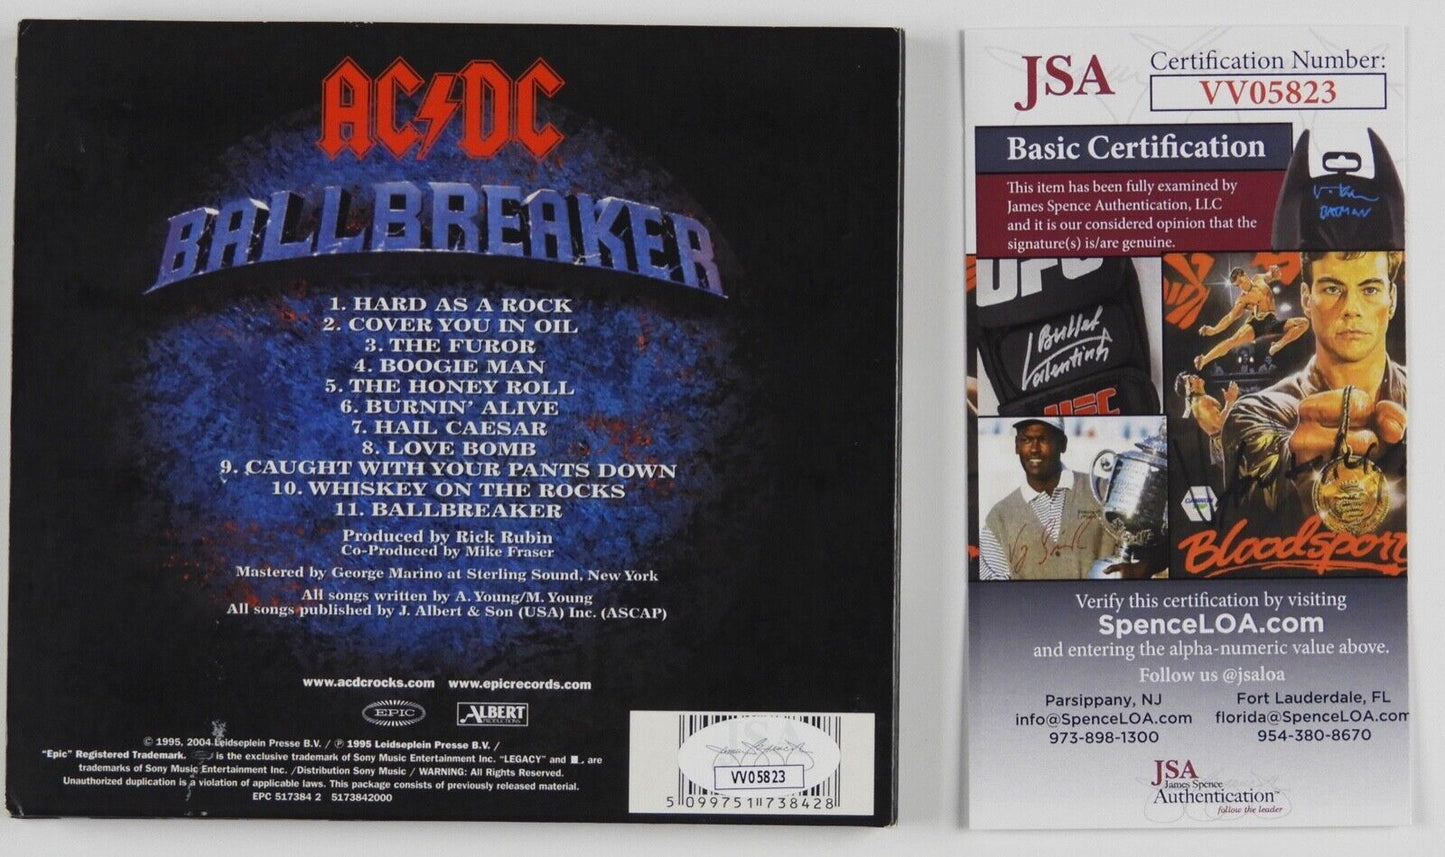 AC DC
BALLBREAKER
1. HARD AS A ROCK
2. COVER YOU IN OIL
3. THE FUROR
4. BOOGIE MAN
5. THE HONEY ROLL
6. BURNIN' ALIVE
7. HAIL CAESAR
8. LOVE BOMB
9. CAUGHT WITH YOUR PANTS DOWN
10. WHISKEY ON THE ROCKS
11. BALLBREAKER
Produced by Rick Rubin
Co-Produced by Mike Fraser
Mastered by George Marino at Sterling Sound, New York
All songs written by A. Young/M. Young
All songs published by J. Albert & Son (USA) Inc. (ASCAP)
www.acdcrocks.com www.epicrecords.com
EPIC ALBERT
PRODUCTIONS
© 1995, 2004 Leidseplein Presse B.V. / ℗ 1995 Leidseplein Presse B.V. /
"Epic" Registered Trademark. is the exclusive trademark of Sony Music Entertainment Inc. "LEGACY" and , are
trademarks of Sony Music Entertainment Inc. /Distribution Sony Music / WARNING: All Rights Reserved.
Unauthorized duplication is a violation of applicable laws. This package consists of previously released material.
EPC 517384 2 5173842000
JSA
VV05823
5 099751 738428
JSA
Certification Number:
VV05823
Basic Certification
This item has been fully examined by
James Spence Authentication, LLC
and it is our considered opinion that the
signature(s) is/are genuine.
BATMAN
UFC
Bullet
Valentina
UFC
Bloodsport
Verify this certification by visiting
SpenceLOA.com
and entering the alpha-numeric value above.
Follow us @jsaloa
Parsippany, NJ
info@SpenceLOA.com
973-898-1300
Fort Lauderdale, FL
florida@SpenceLOA.com
954-380-8670
JSA
James Spence
Authentication™
follow the leader